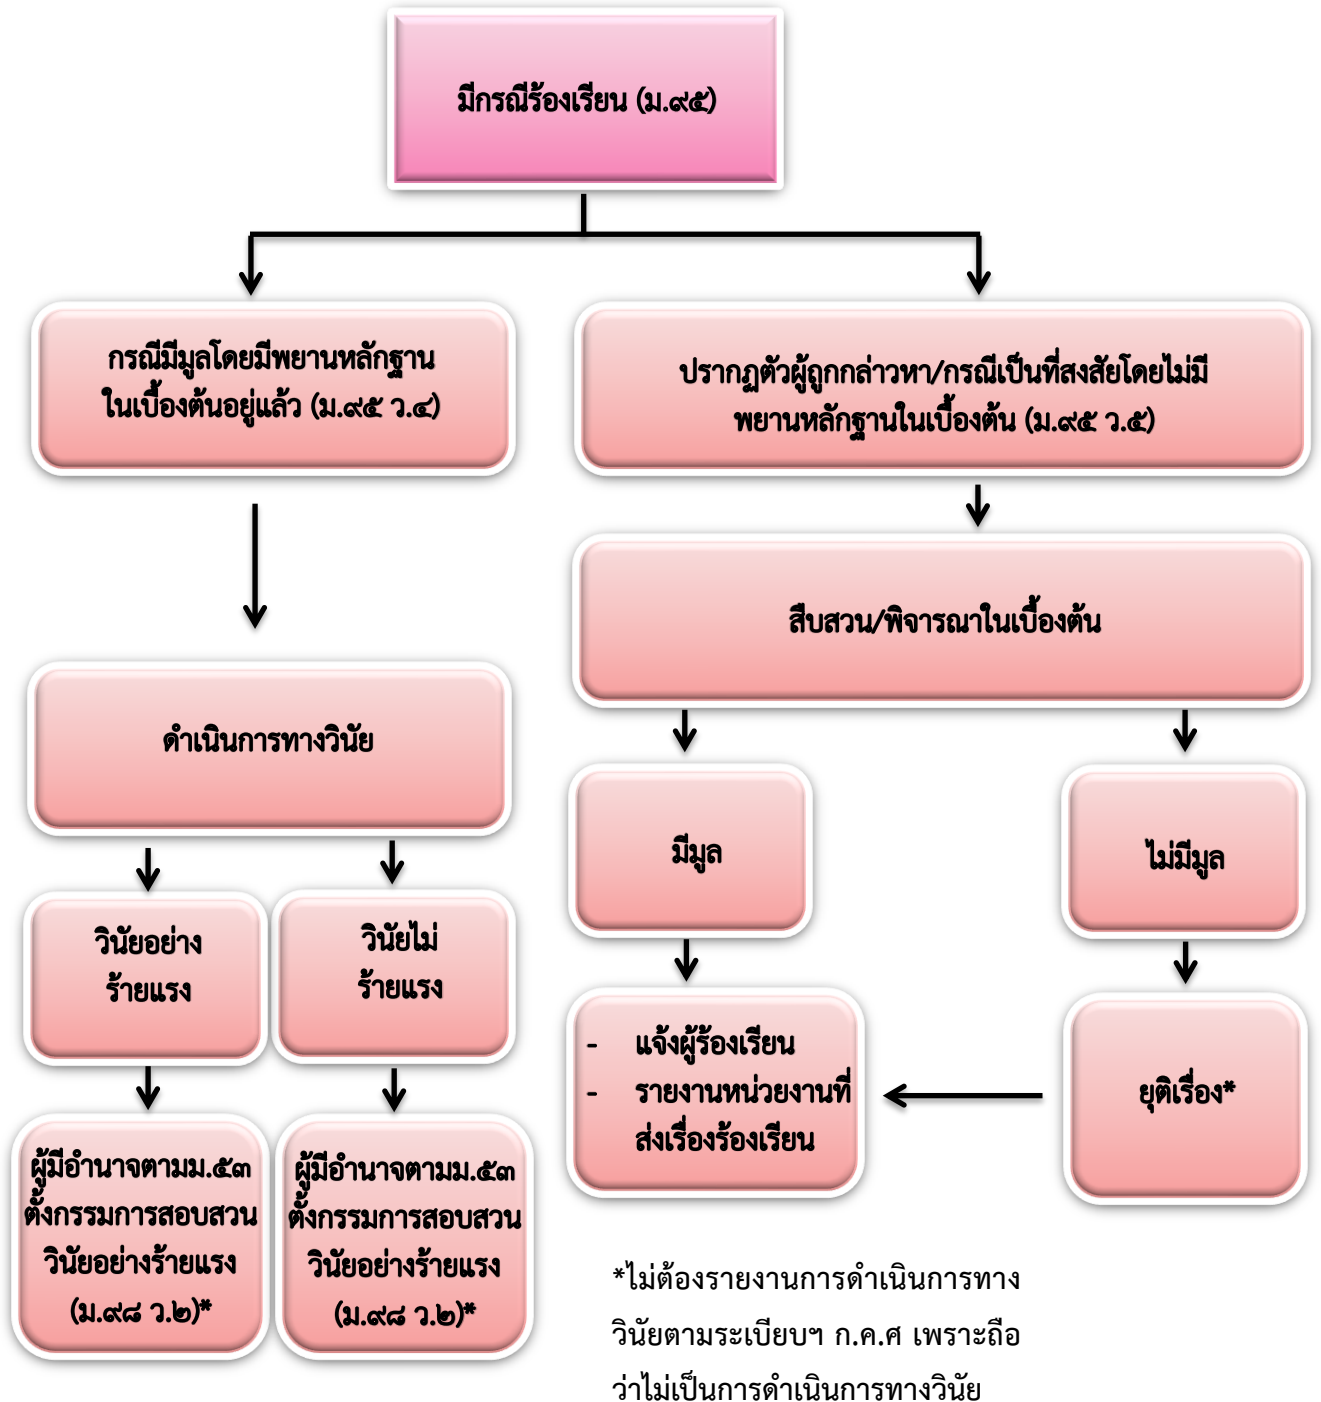 มีกรณีร้องเรียน (ม.๙๕)
กรณีมีมูลโดยมีพยานหลักฐาน
ในเบื้องต้นอยู่แล้ว (ม.๙๕ ว.๔)
ปรากฏตัวผู้ถูกกล่าวหา/กรณีเป็นที่สงสัยโดยไม่มี
พยานหลักฐานในเบื้องต้น (ม.๙๕ ว.๕)
สืบสวน/พิจารณาในเบื้องต้น
ดำเนินการทางวินัย
มีมูล
ไม่มีมูล
วินัยอย่าง
ร้ายแรง
วินัยไม่
ร้ายแรง
- แจ้งผู้ร้องเรียน
- รายงานหน่วยงานที่
ส่งเรื่องร้องเรียน
ยุติเรื่อง*
ผู้มีอำนาจตามม.๕๓
ตั้งกรรมการสอบสวน
วินัยอย่างร้ายแรง
(ม.๙๘ ว.๒)*
ผู้มีอำนาจตามม.๕๓
ตั้งกรรมการสอบสวน
วินัยอย่างร้ายแรง
(ม.๙๘ ว.๒)*
*ไม่ต้องรายงานการดำเนินการทาง
วินัยตามระเบียบฯ ก.ค.ศ เพราะถือ
ว่าไม่เป็นการดำเนินการทางวินัย